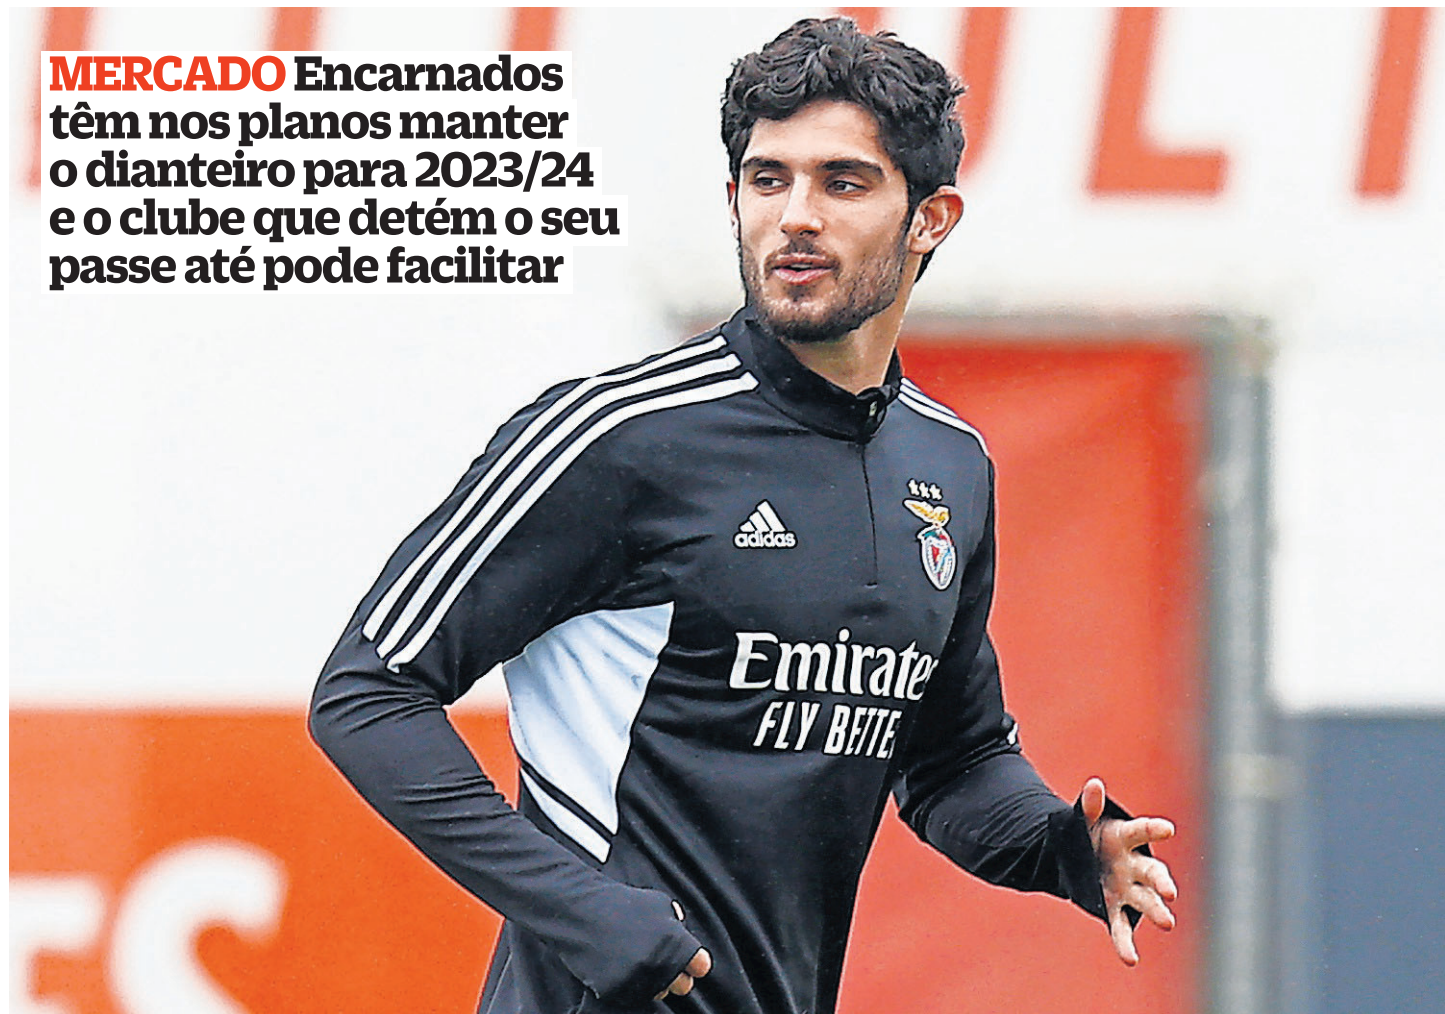 MERCADO Encarnados
têm nos planos manter
o dianteiro para 2023/24
e o clube que detém o seu
passe até pode facilitar
adidas
Emirates
FLY BETTE